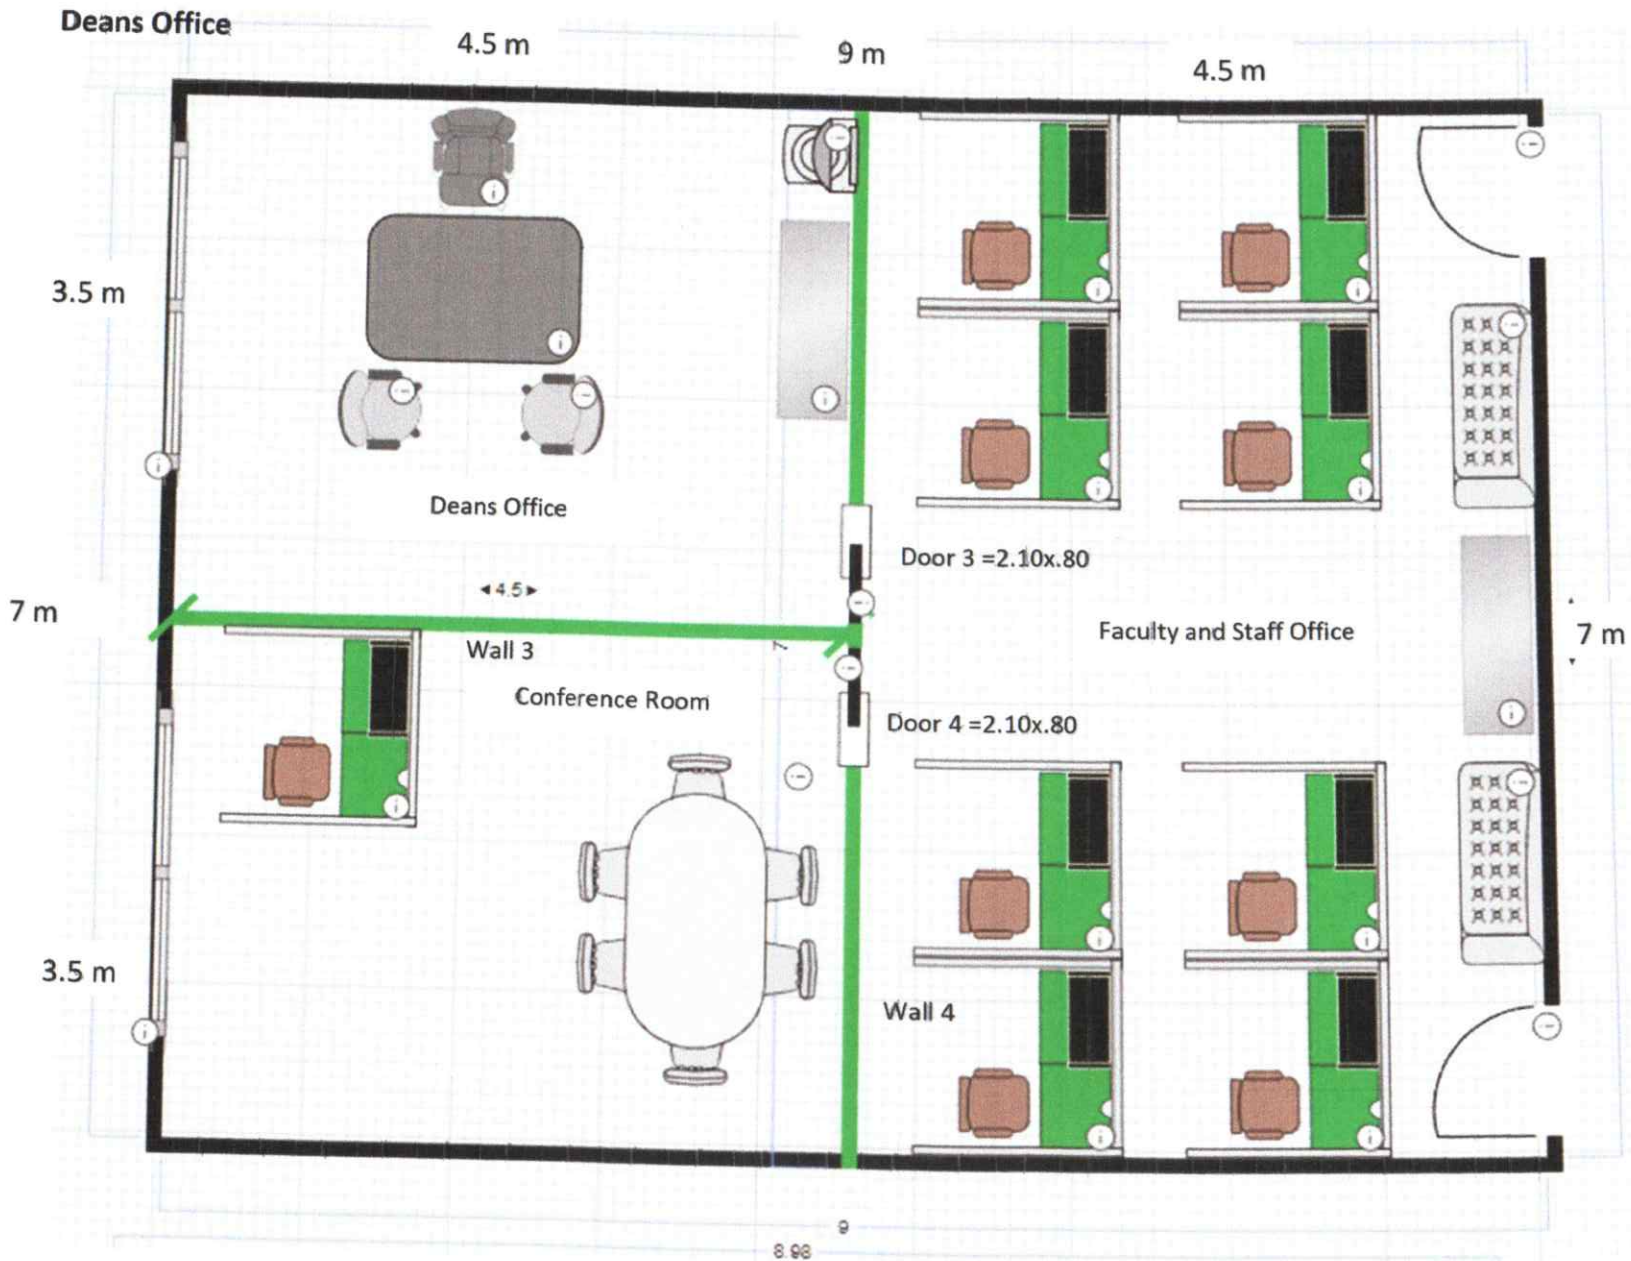 Deans Office
4.5 m
9 m
4.5 m
3.5 m
Deans Office
Door 3 =2.10x.80
4.5
7 m
Wall 3
7
Faculty and Staff Office
7 m
Conference Room
Door 4 =2.10x.80
3.5 m
Wall 4
9
8.98